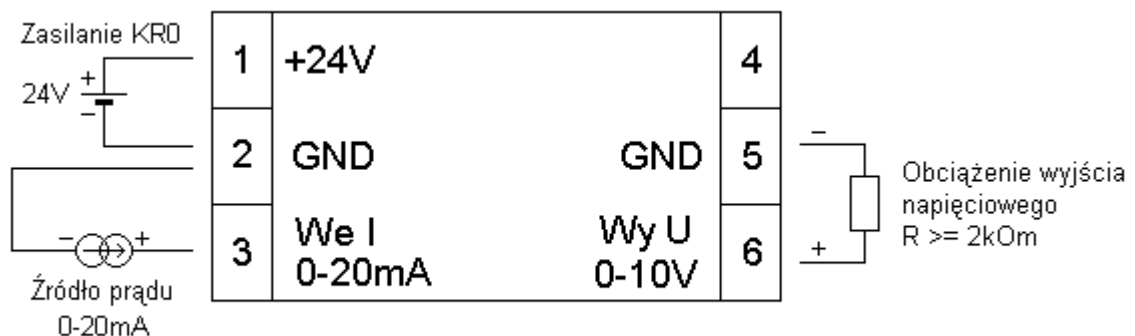 Zasilanie KR0
24V
+
−
1
+24V
4
2
GND
GND
5
−
Obciążenie wyjścia
napięciowego
R >= 2kOm
3
We I
0-20mA
Wy U
0-10V
6
+
−
+
Źródło prądu
0-20mA